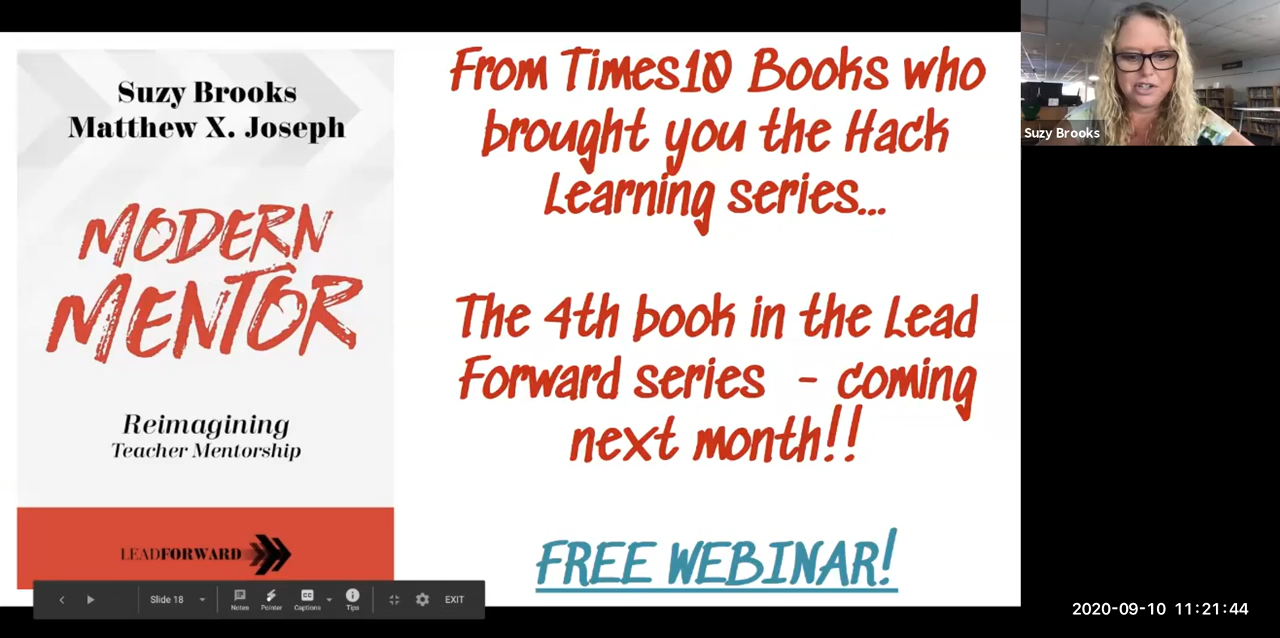 Suzy Brooks
Matthew X. Joseph
MODERN
MENTOR
Reimagining
Teacher Mentorship
LEADFORWARD
From Times10 Books who
brought you the Hack
Learning series...
The 4th book in the Lead
Forward series - coming
next month!!
FREE WEBINAR!
Suzy Brooks
Slide 18
Notes
Pointer
Captions
Tips
EXIT
2020-09-10 11:21:44